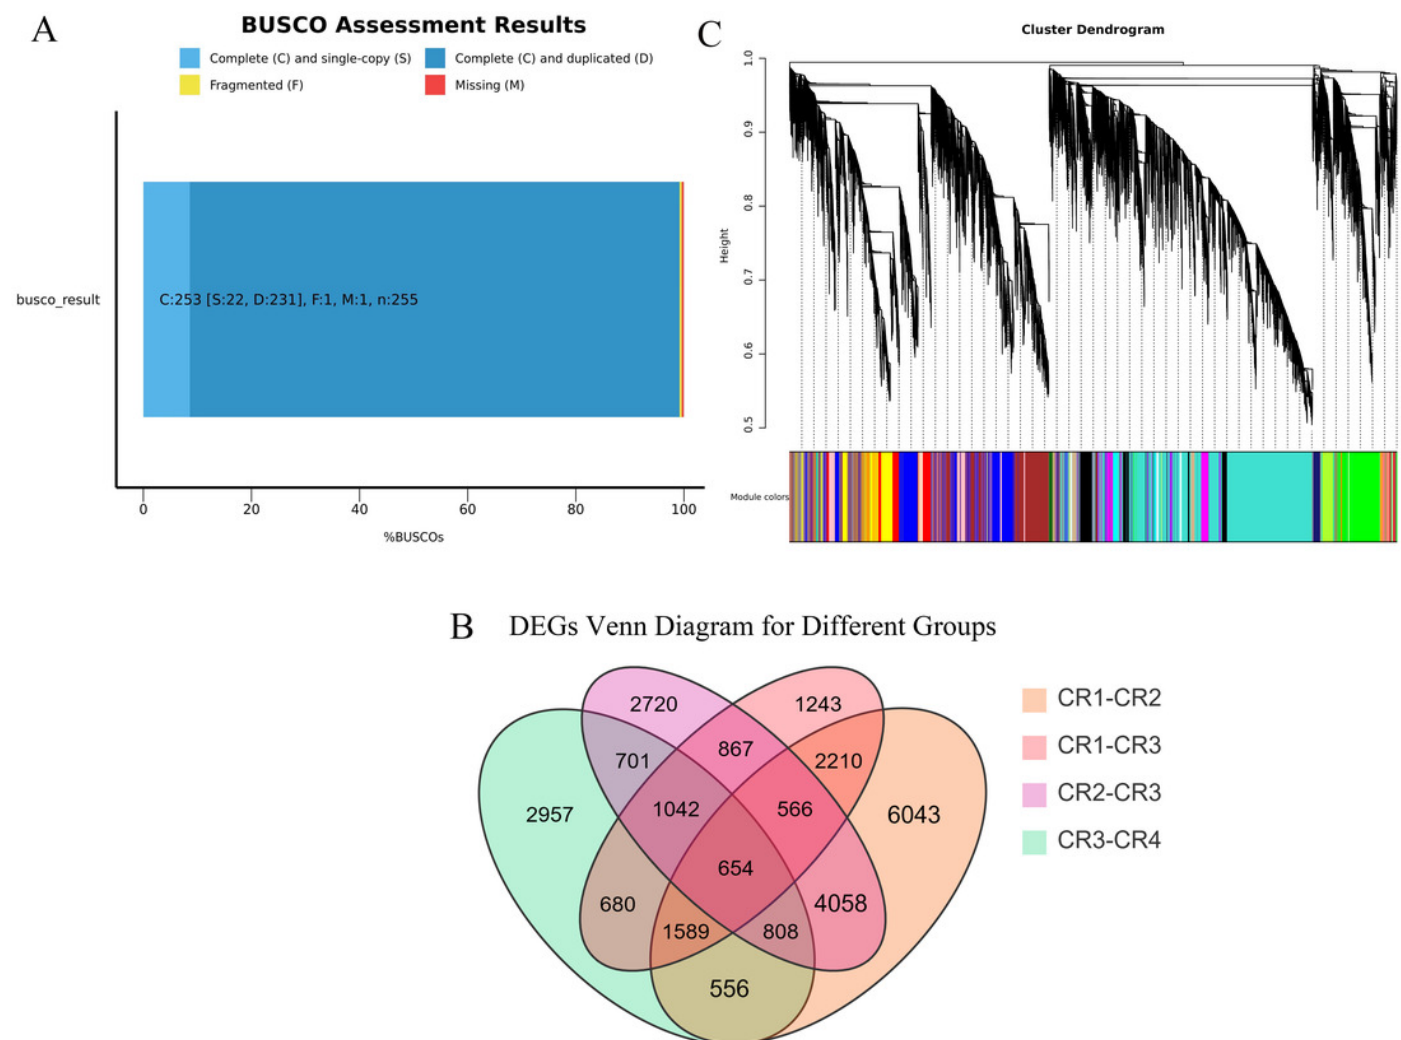 A
BUSCO Assessment Results
Complete (C) and single-copy (S)
Complete (C) and duplicated (D)
Fragmented (F)
Missing (M)
busco_result
C:253 [S:22, D:231], F:1, M:1, n:255
0 20 40 60 80 100
%BUSCOs
C
Cluster Dendrogram
Height
1.0
0.9
0.8
0.7
0.6
0.5
Module colors
B
DEGs Venn Diagram for Different Groups
2720
1243
701
867
2210
2957
1042
566
6043
654
680
4058
1589
808
556
CR1-CR2
CR1-CR3
CR2-CR3
CR3-CR4